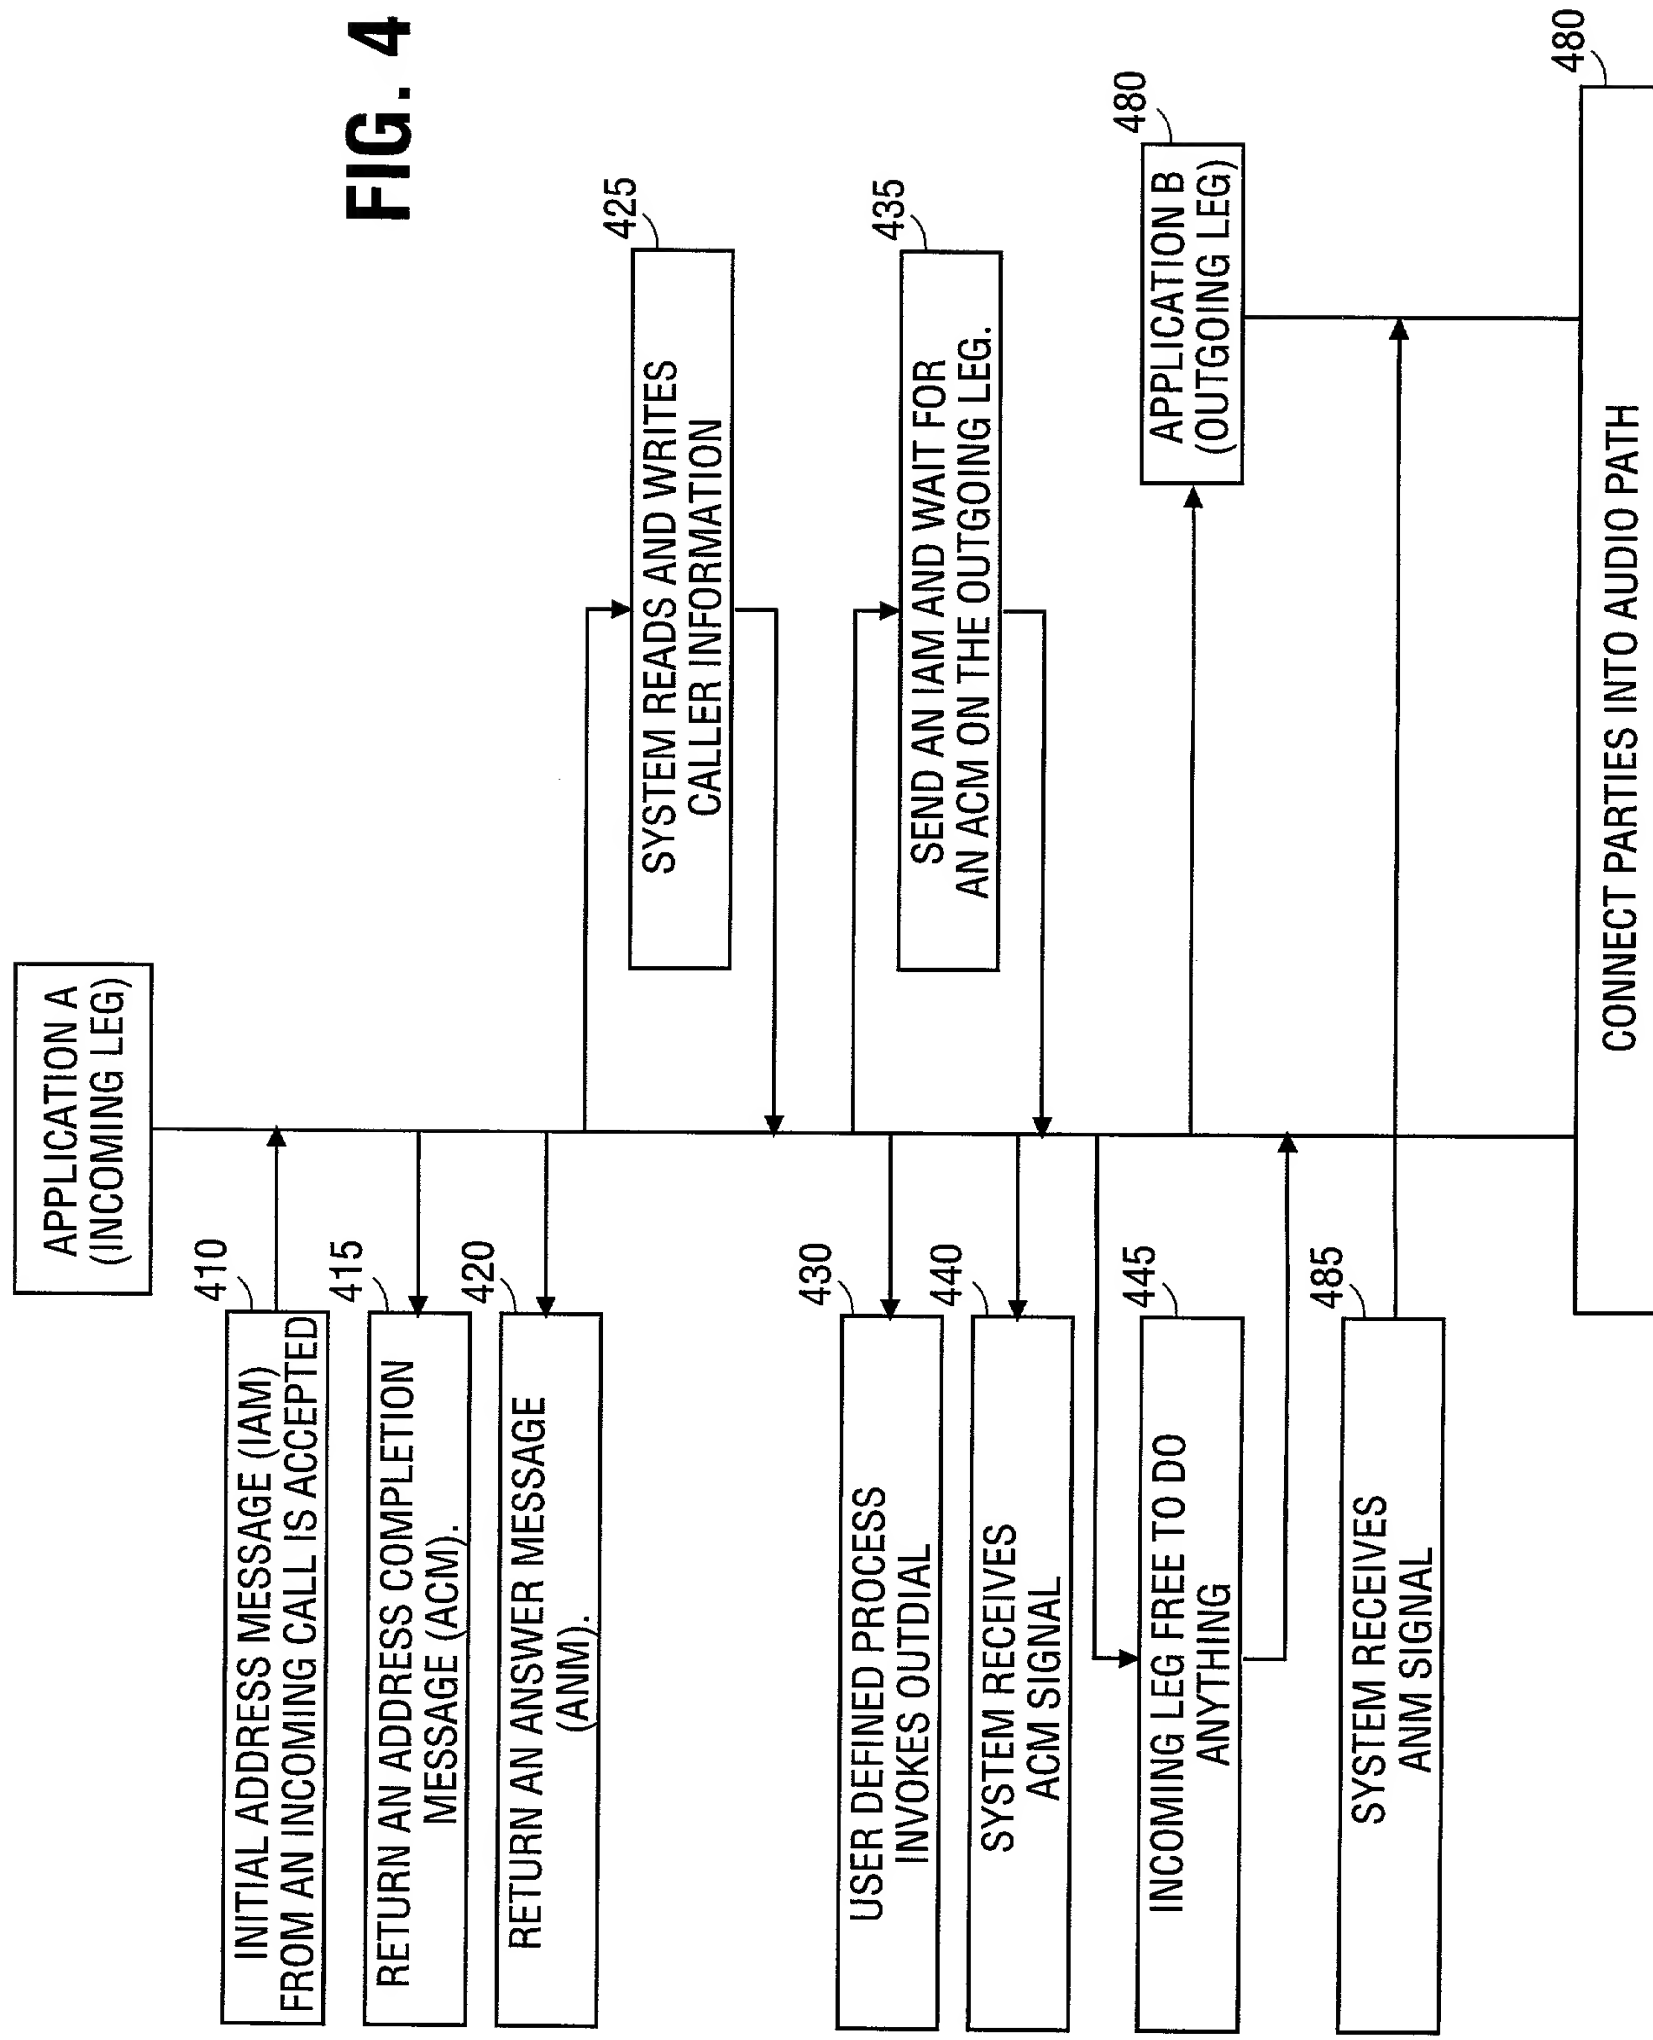 FIG. 4
APPLICATION A
(INCOMING LEG)
410
INITIAL ADDRESS MESSAGE (IAM)
FROM AN INCOMING CALL IS ACCEPTED
415
RETURN AN ADDRESS COMPLETION
MESSAGE (ACM).
420
RETURN AN ANSWER MESSAGE
(ANM).
425
SYSTEM READS AND WRITES
CALLER INFORMATION
430
USER DEFINED PROCESS
INVOKES OUTDIAL
435
SEND AN IAM AND WAIT FOR
AN ACM ON THE OUTGOING LEG.
440
SYSTEM RECEIVES
ACM SIGNAL
445
INCOMING LEG FREE TO DO
ANYTHING
480
APPLICATION B
(OUTGOING LEG)
485
SYSTEM RECEIVES
ANM SIGNAL
480
CONNECT PARTIES INTO AUDIO PATH